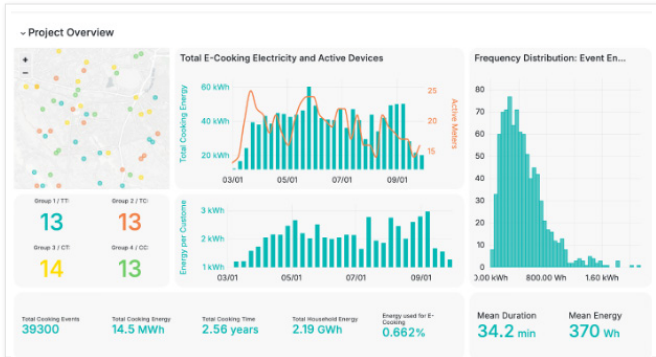 Project Overview
+
−
Total E-Cooking Electricity and Active Devices
Total Cooking Energy
60 kWh
40 kWh
20 kWh
25
20
15
Active Meters
03/01
05/01
07/01
09/01
Frequency Distribution: Event En...
80
70
60
50
40
30
20
10
0
0.00 kWh
800.00 Wh
1.60 kWh
Group 1 / TT:
13
Group 2 / TC:
13
Group 3 / CT:
14
Group 4 / CC:
13
Energy per Custome
3 kWh
2 kWh
1 kWh
03/01
05/01
07/01
09/01
Total Cooking Events
39300
Total Cooking Energy
14.5 MWh
Total Cooking Time
2.56 years
Total Household Energy
2.19 GWh
Energy used for E-
Cooking
0.662%
Mean Duration
34.2 min
Mean Energy
370 Wh